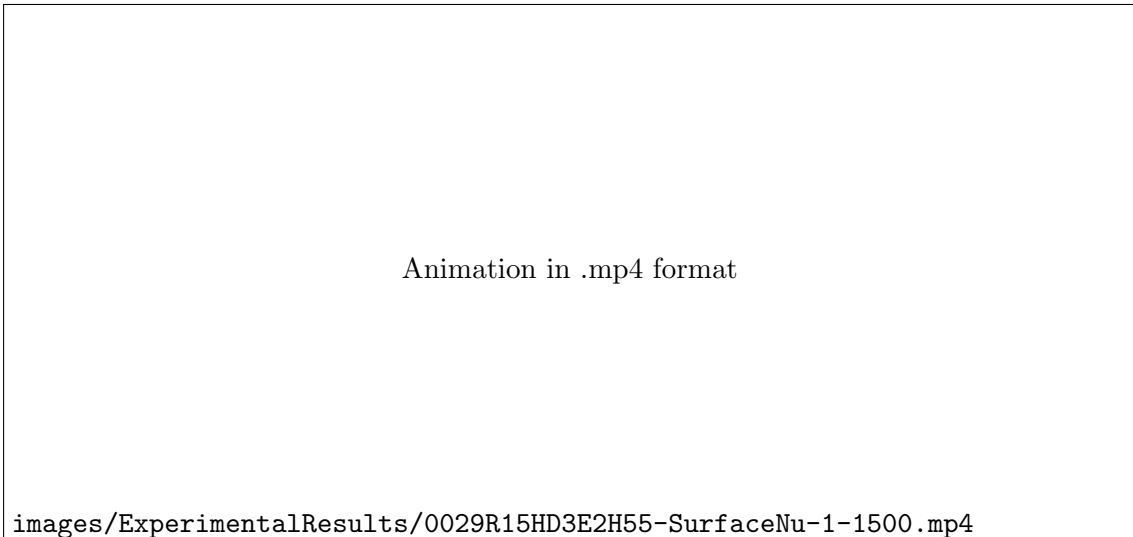 Animation in .mp4 format
images/ExperimentalResults/0029R15HD3E2H55-SurfaceNu-1-1500.mp4